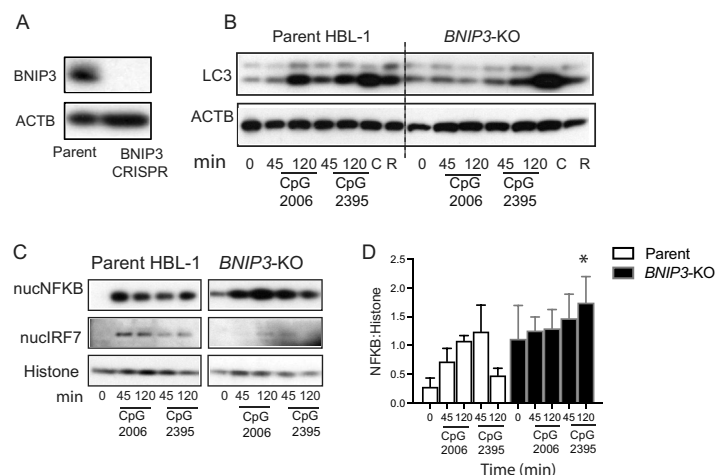 A
BNIP3
ACTB
Parent BNIP3
CRISPR
B
Parent HBL-1 BNIP3-KO
LC3
ACTB
min 0 45 120 45 120 C R 0 45 120 45 120 C R
CpG CpG CpG CpG
2006 2395 2006 2395
C
Parent HBL-1 BNIP3-KO
nucNFKB
nucIRF7
Histone
min 0 45 120 45 120 0 45 120 45 120
CpG CpG CpG CpG
2006 2395 2006 2395
D
Parent
BNIP3-KO
NFKB:Histone
2.5
2.0
1.5
1.0
0.5
0.0
*
0 45 120 45 120 0 45 120 45 120
CpG CpG CpG CpG
2006 2395 2006 2395
Time (min)